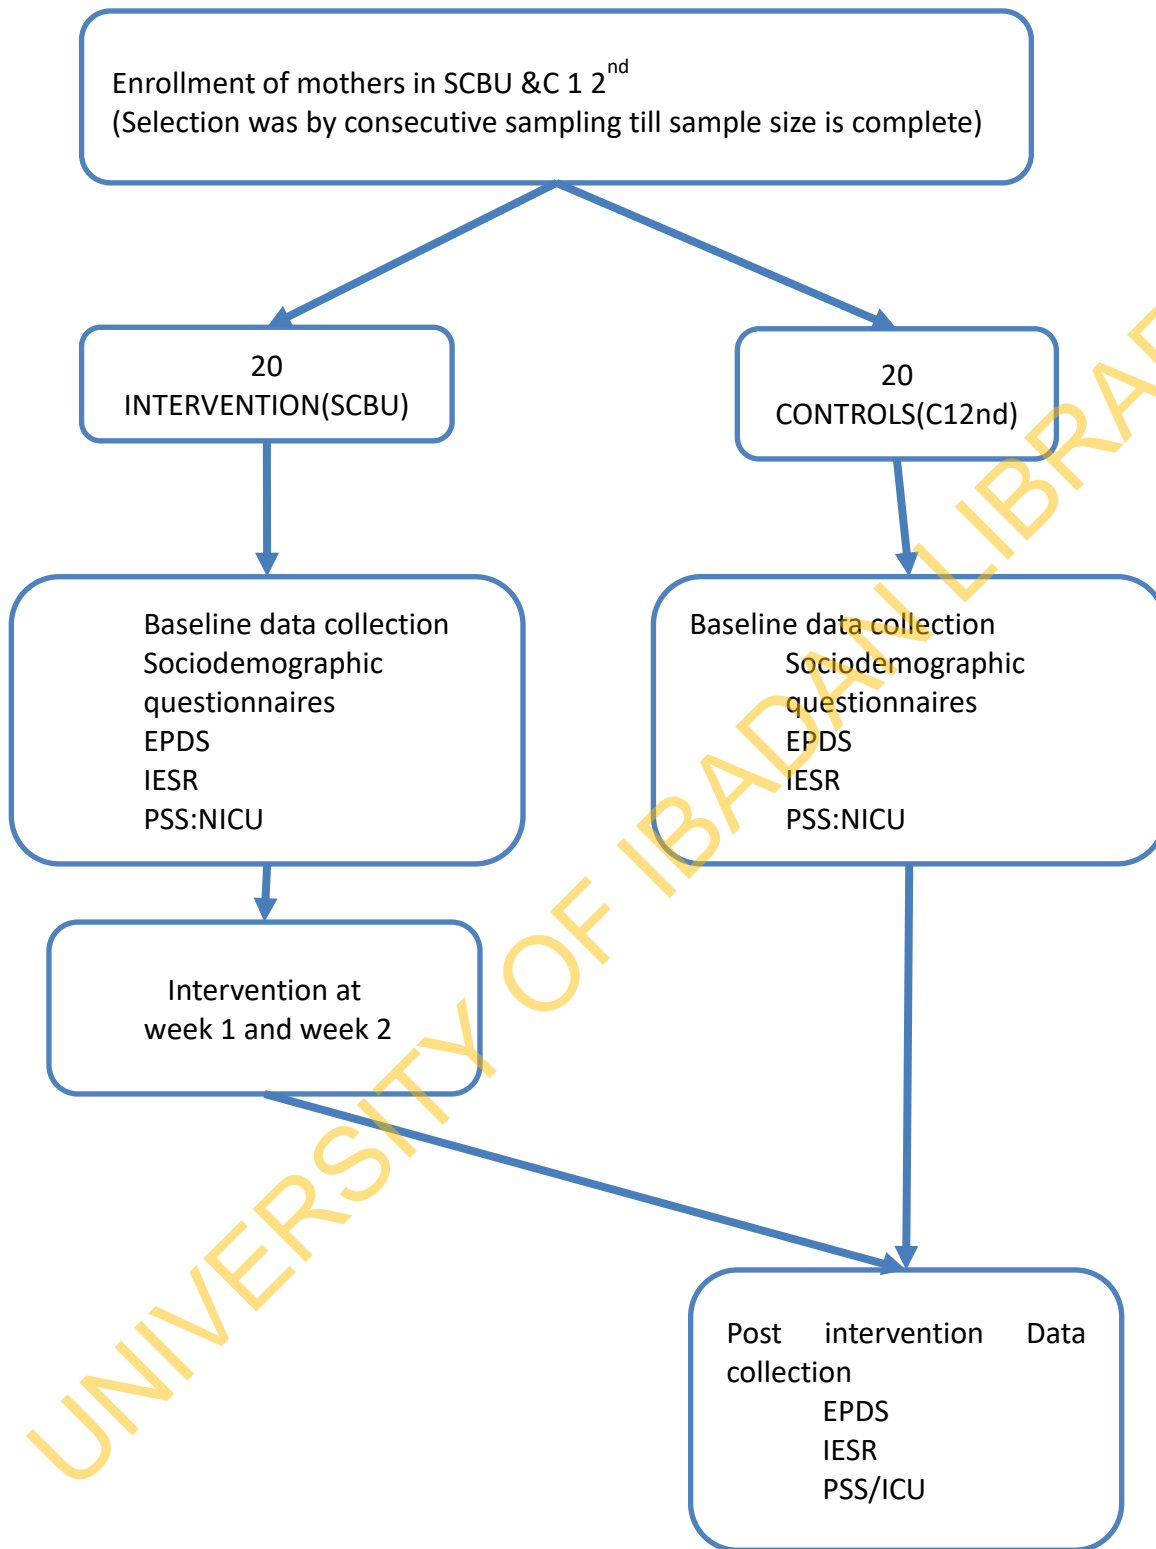 Enrollment of mothers in SCBU &C 1 2nd
(Selection was by consecutive sampling till sample size is complete)
20
INTERVENTION(SCBU)
20
CONTROLS(C12nd)
Baseline data collection
Sociodemographic
questionnaires
EPDS
IESR
PSS:NICU
Baseline data collection
Sociodemographic
questionnaires
EPDS
IESR
PSS:NICU
Intervention at
week 1 and week 2
Post intervention Data
collection
EPDS
IESR
PSS/ICU
UNIVERSITY OF IBADAN LIBRAR